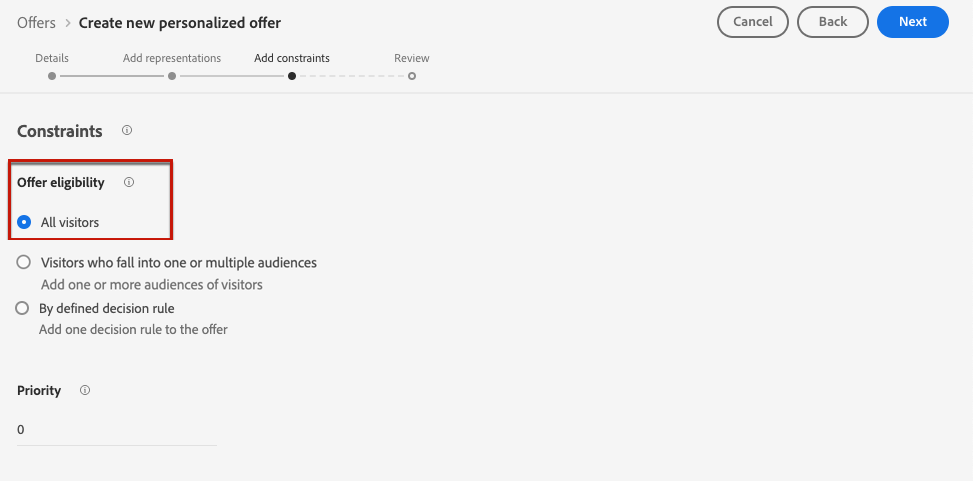 Offers > Create new personalized offer
Cancel
Back
Next
Details
Add representations
Add constraints
Review
Constraints
Offer eligibility
All visitors
Visitors who fall into one or multiple audiences
Add one or more audiences of visitors
By defined decision rule
Add one decision rule to the offer
Priority
0